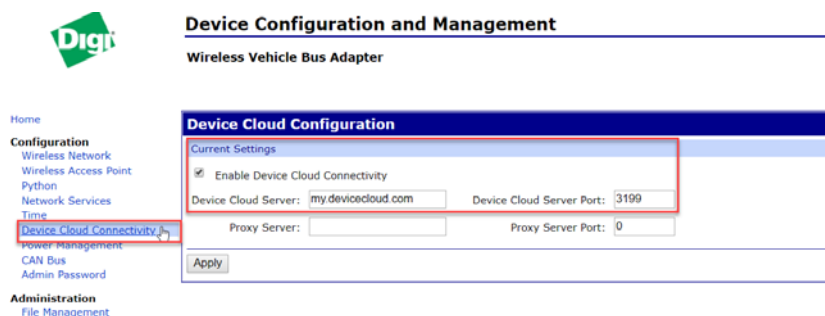 Digi
Device Configuration and Management
Wireless Vehicle Bus Adapter
Home
Configuration
Wireless Network
Wireless Access Point
Python
Network Services
Time
Device Cloud Connectivity
Power Management
CAN Bus
Admin Password
Administration
File Management
Device Cloud Configuration
Current Settings
Enable Device Cloud Connectivity
Device Cloud Server: my.devicecloud.com Device Cloud Server Port: 3199
Proxy Server: Proxy Server Port: 0
Apply